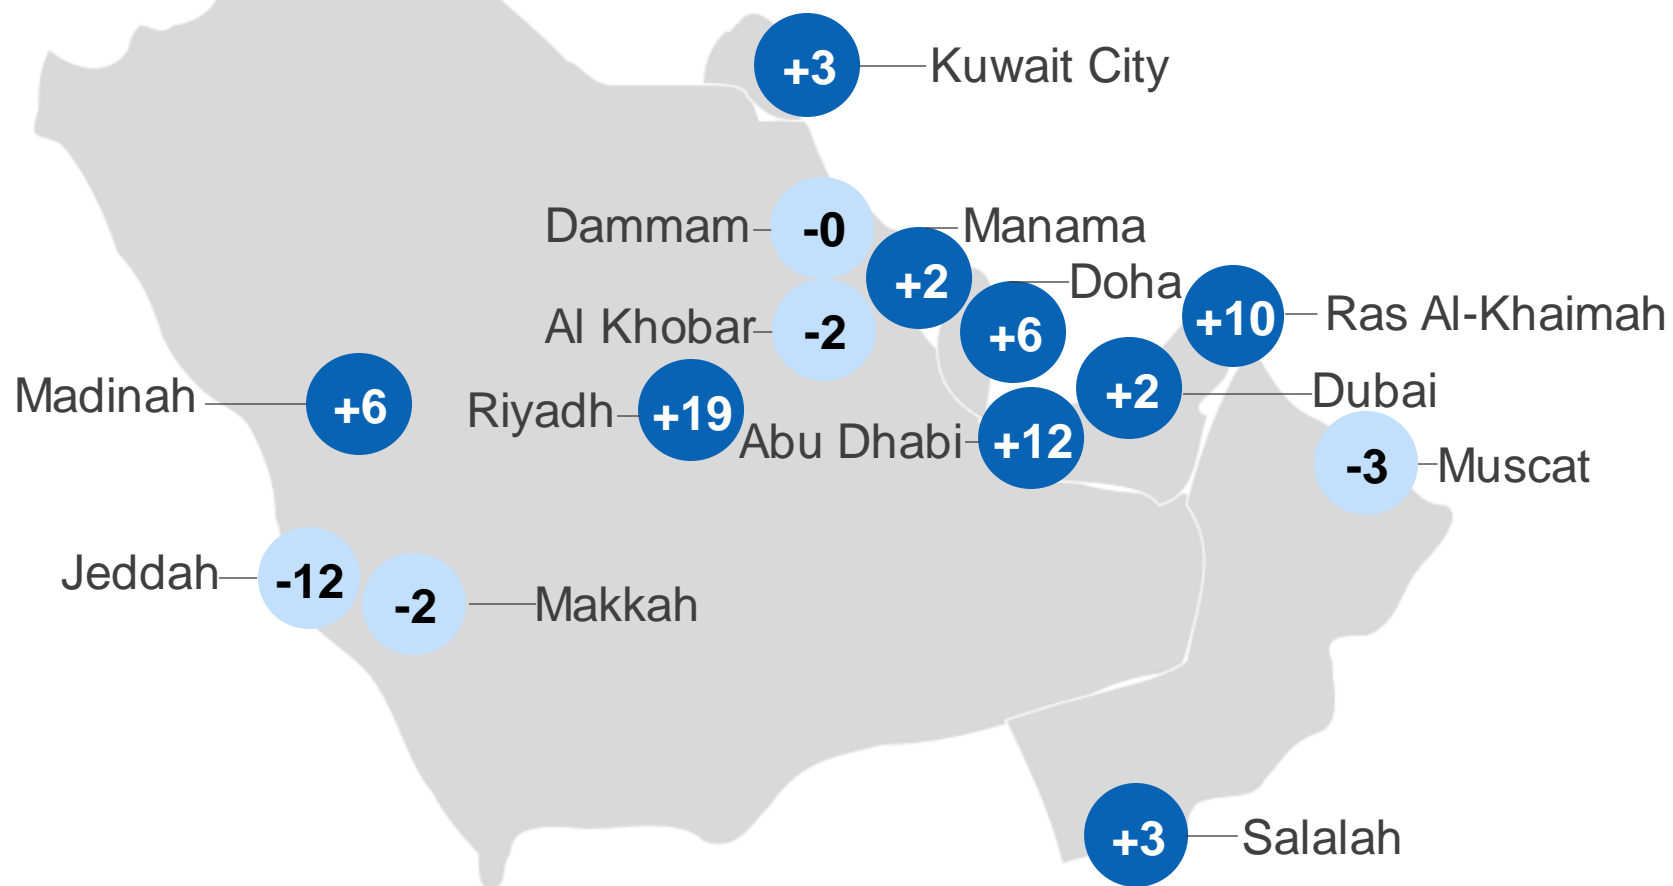 +3 Kuwait City
Dammam -0
Manama
+2
Doha
Al Khobar -2
+6
+10 Ras Al-Khaimah
Madinah +6
Riyadh +19
+2 Dubai
Abu Dhabi +12
-3 Muscat
Jeddah -12
-2 Makkah
+3 Salalah